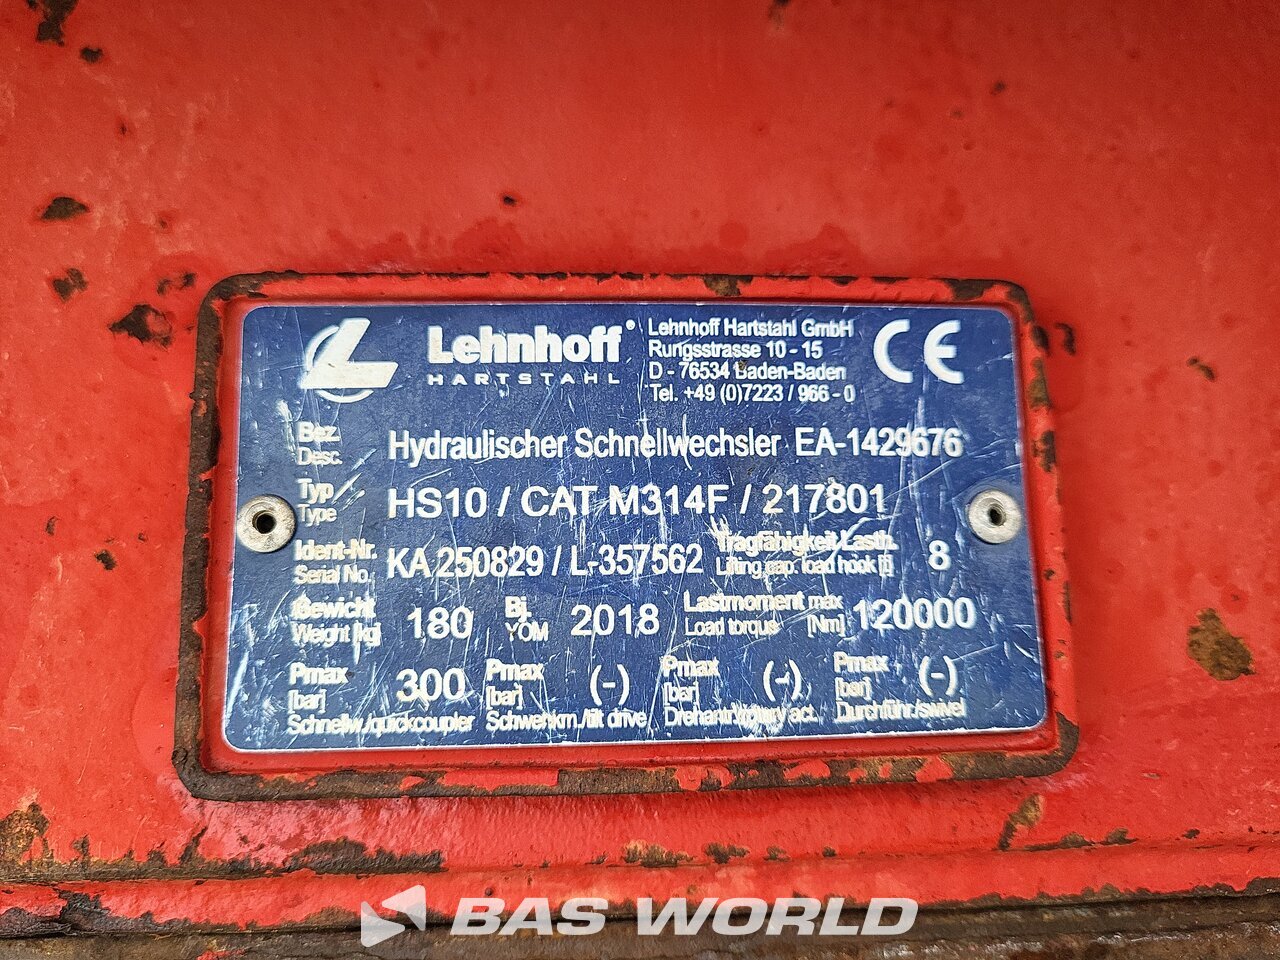 Lehnhoff®
HARTSTAHL
Lehnhoff Hartstahl GmbH
Rungsstrasse 10 - 15
D - 76534 Baden-Baden
Tel. +49 (0)7223 / 966 - 0
CE
Bez.
Desc.
Hydraulischer Schnellwechsler EA-1429676
Typ
Type
HS10 / CAT M314F / 217801
Ident-Nr.
Serial No.
KA 250829 / L-357562
Tragfähigkeit Lasth.
Lifting cap. load hook [t]
8
Gewicht
Weight [kg]
180
Bj.
YOM
2018
Lastmoment max
Load torque [Nm]
120000
Pmax
[bar]
300
Schnellw./quickcoupler
Pmax
[bar]
(-)
Schwenkm./tilt drive
Pmax
[bar]
(-)
Drehantr./rotary act.
Pmax
[bar]
(-)
Durchführ./swivel
BAS WORLD